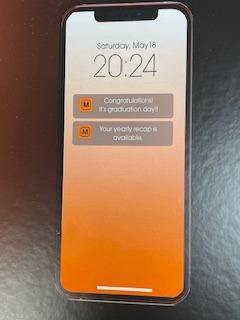 Saturday, May18
20:24
M
Congratulations!
It's graduation day!!
M
Your yearly recap is
available.